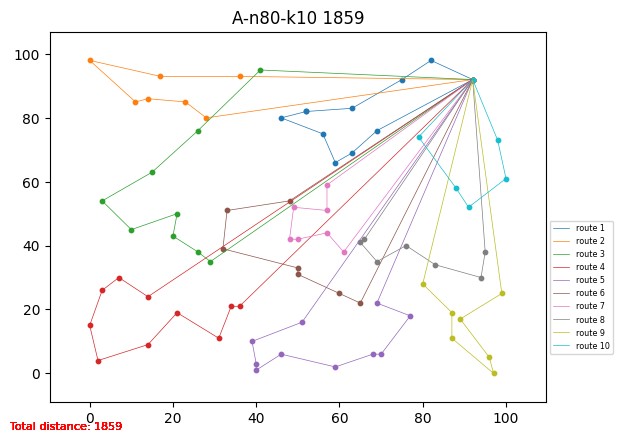 A-n80-k10 1859
100
80
60
40
20
0
0 20 40 60 80 100
route 1
route 2
route 3
route 4
route 5
route 6
route 7
route 8
route 9
route 10
Total distance: 1859